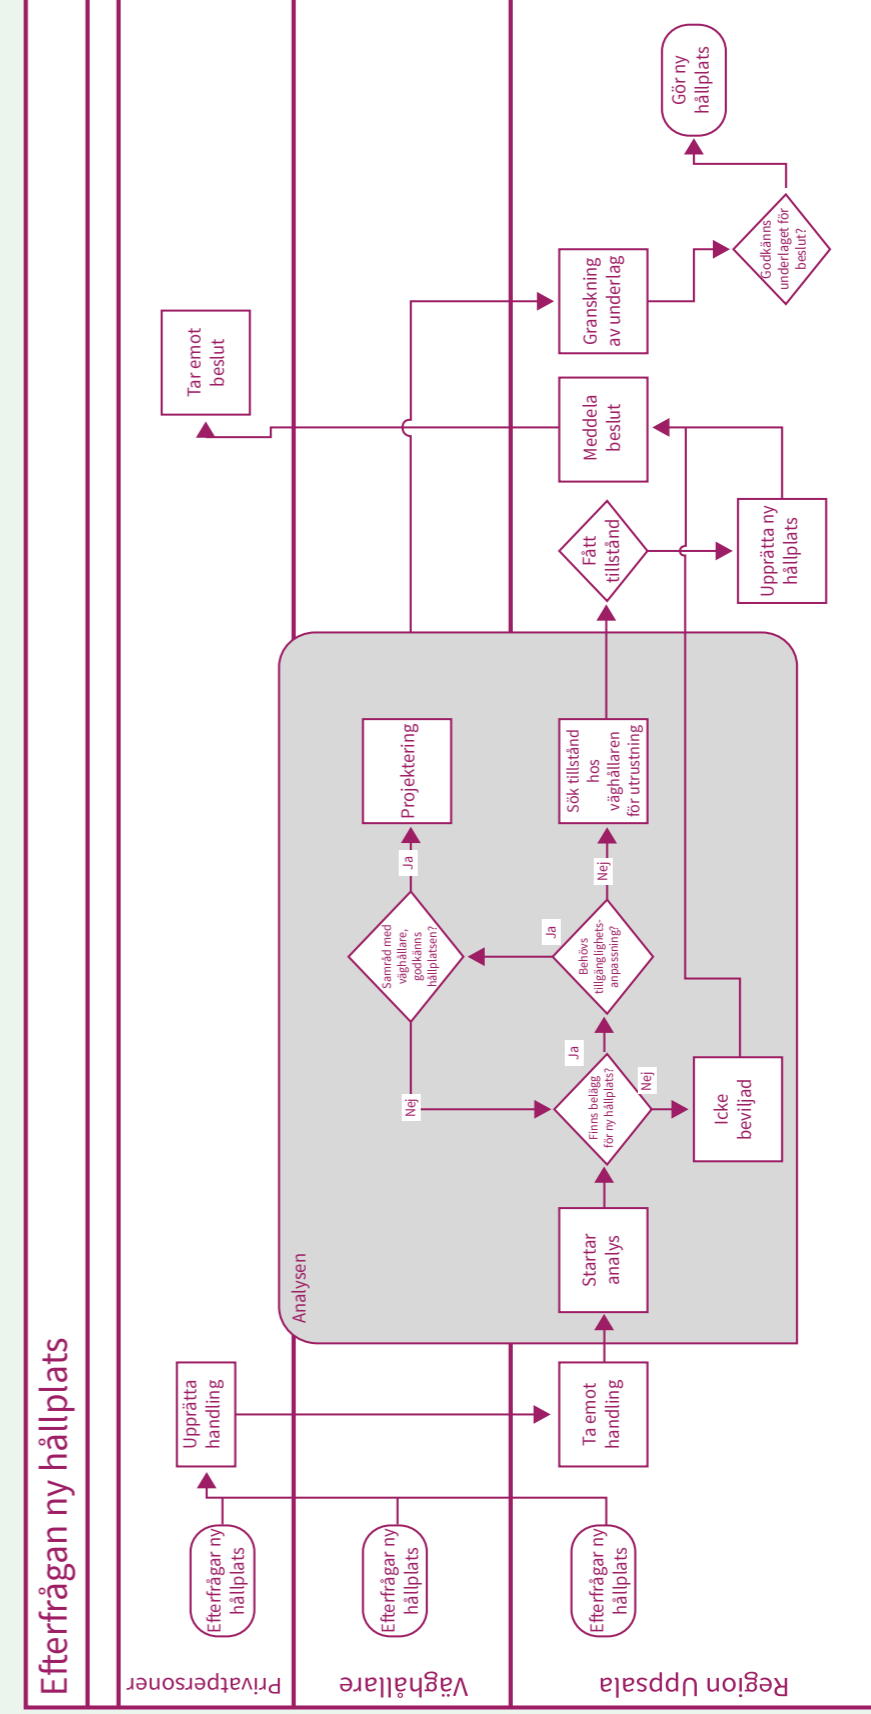 Efterfrågan ny hållplats
Privatpersoner
Väghållare
Region Uppsala
Efterfrågar ny
hållplats
Efterfrågar ny
hållplats
Efterfrågar ny
hållplats
Upprätta
handling
Ta emot
handling
Analysen
Startar
analys
Finns belägg
för ny hållplats?
Ja
Nej
Nej
Icke
beviljad
Behövs
tillgänglighets-
anpassning?
Ja
Nej
Samråd med
väghållare,
godkänns
hållplatsen?
Ja
Projektering
Sök tillstånd
hos
väghållaren
för utrustning
Fått
tillstånd
Upprätta ny
hållplats
Meddela
beslut
Tar emot
beslut
Granskning
av underlag
Godkänns
underlaget för
beslut?
Gör ny
hållplats